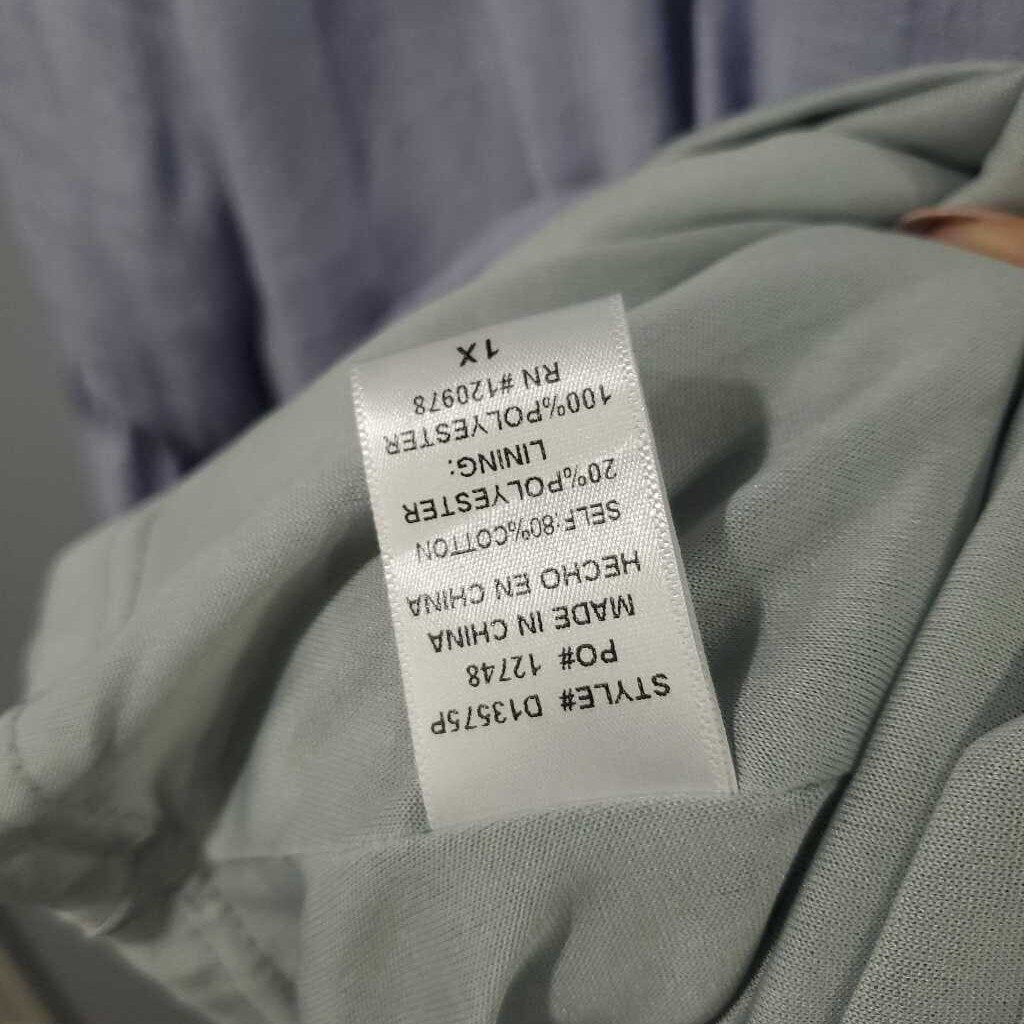 STYLE# D13575P
PO# 12748
MADE IN CHINA
HECHO EN CHINA
SELF:80%COTTON
20%POLYESTER
LINING:
100%POLYESTER
RN #120978
1X